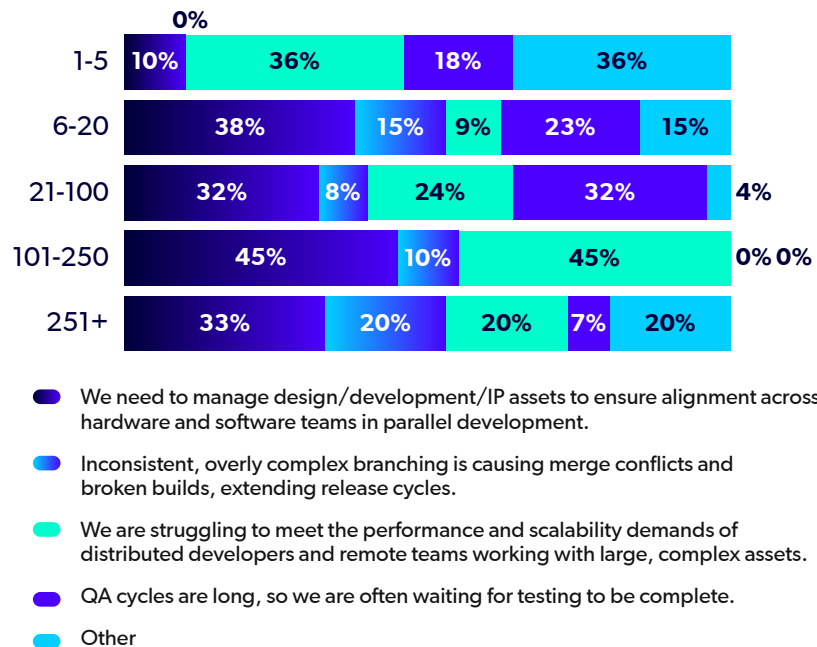 0%
1-5 10% 36% 18% 36%
6-20 38% 15% 9% 23% 15%
21-100 32% 8% 24% 32% 4%
101-250 45% 10% 45% 0% 0%
251+ 33% 20% 20% 7% 20%
We need to manage design/development/IP assets to ensure alignment across
hardware and software teams in parallel development.
Inconsistent, overly complex branching is causing merge conflicts and
broken builds, extending release cycles.
We are struggling to meet the performance and scalability demands of
distributed developers and remote teams working with large, complex assets.
QA cycles are long, so we are often waiting for testing to be complete.
Other